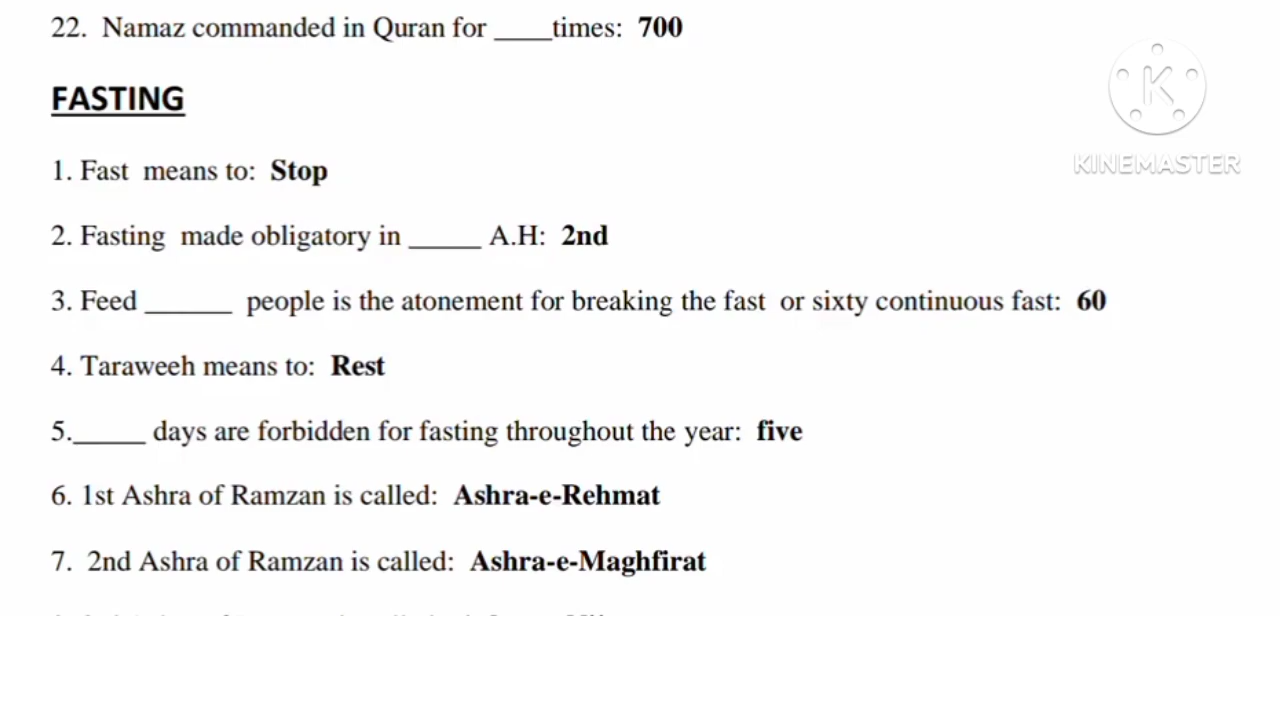 22. Namaz commanded in Quran for ____times: 700
FASTING
K
KINEMASTER
1. Fast means to: Stop
2. Fasting made obligatory in _____ A.H: 2nd
3. Feed ______ people is the atonement for breaking the fast or sixty continuous fast: 60
4. Taraweeh means to: Rest
5._____ days are forbidden for fasting throughout the year: five
6. 1st Ashra of Ramzan is called: Ashra-e-Rehmat
7. 2nd Ashra of Ramzan is called: Ashra-e-Maghfirat